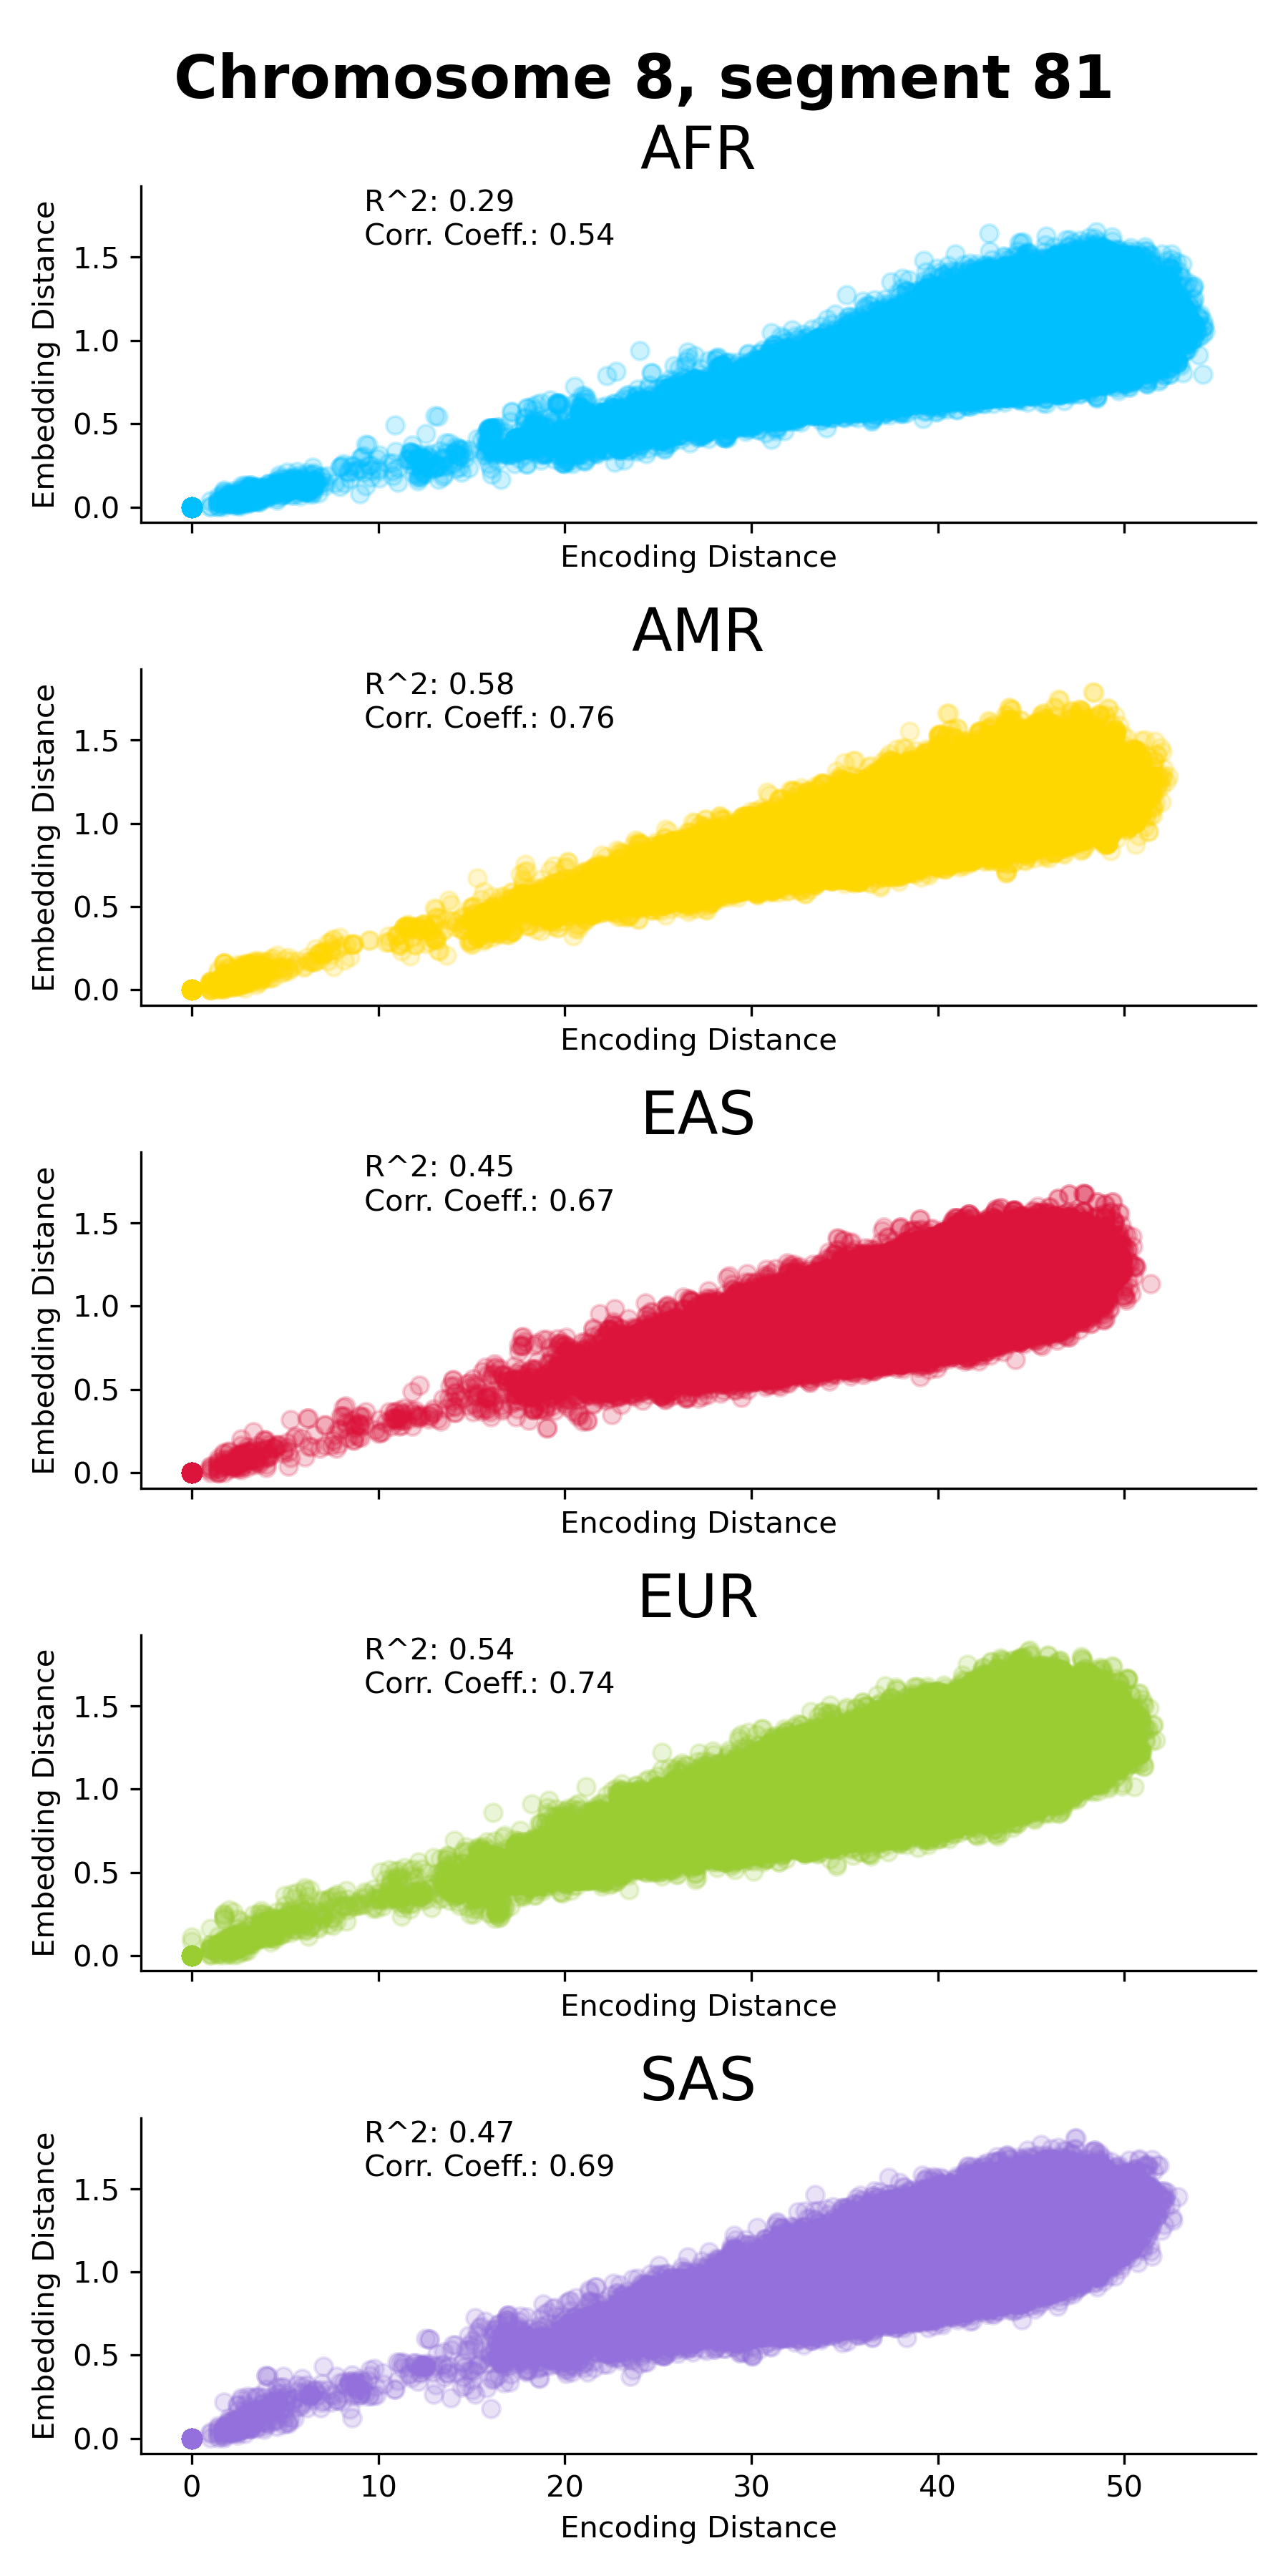 Chromosome 8, segment 81
AFR
R^2: 0.29
Corr. Coeff.: 0.54
1.5
1.0
0.5
0.0
Embedding Distance
Encoding Distance
AMR
R^2: 0.58
Corr. Coeff.: 0.76
1.5
1.0
0.5
0.0
Embedding Distance
Encoding Distance
EAS
R^2: 0.45
Corr. Coeff.: 0.67
1.5
1.0
0.5
0.0
Embedding Distance
Encoding Distance
EUR
R^2: 0.54
Corr. Coeff.: 0.74
1.5
1.0
0.5
0.0
Embedding Distance
Encoding Distance
SAS
R^2: 0.47
Corr. Coeff.: 0.69
1.5
1.0
0.5
0.0
Embedding Distance
0 10 20 30 40 50
Encoding Distance